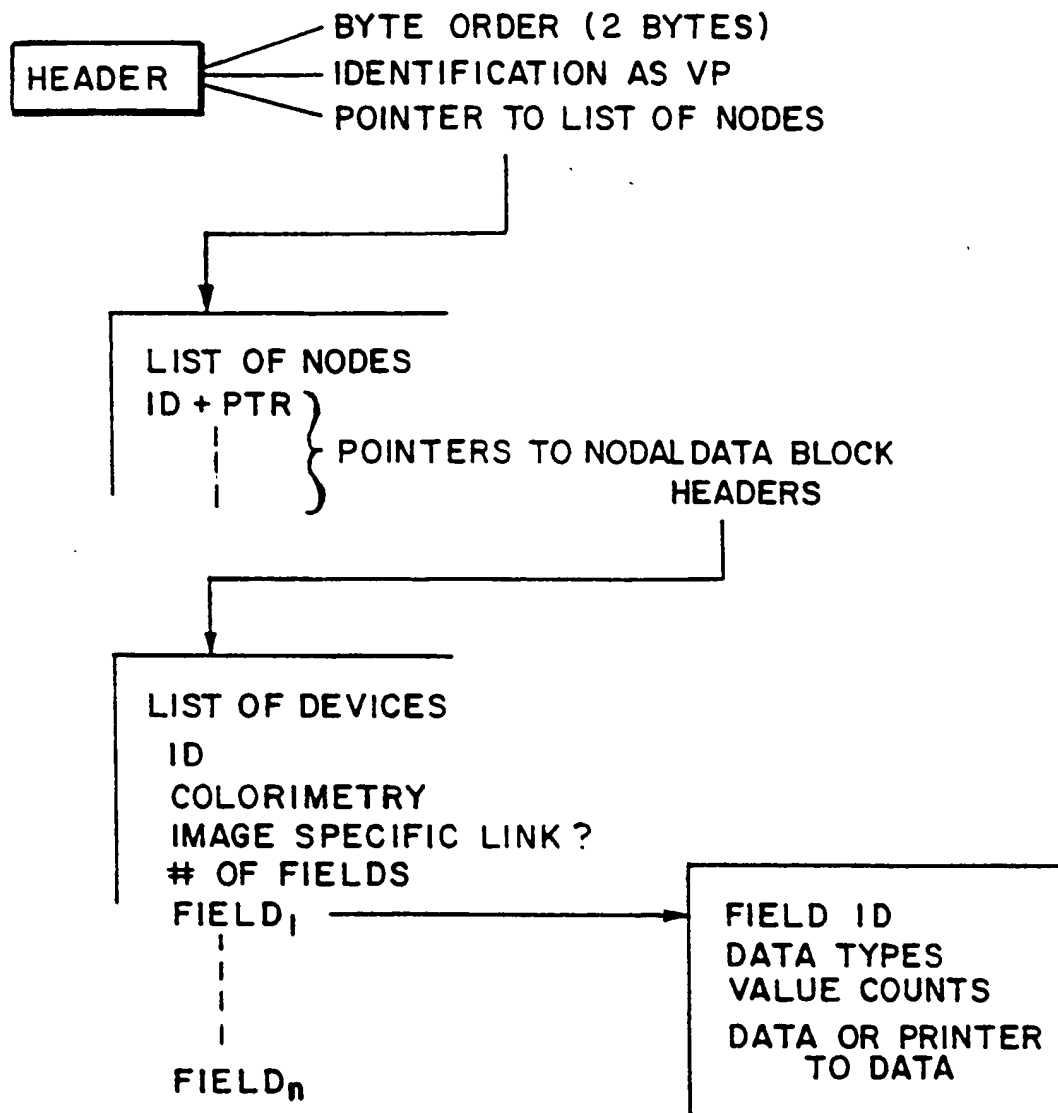 HEADER
BYTE ORDER (2 BYTES)
IDENTIFICATION AS VP
POINTER TO LIST OF NODES
LIST OF NODES
ID + PTR
POINTERS TO NODAL DATA BLOCK
HEADERS
LIST OF DEVICES
ID
COLORIMETRY
IMAGE SPECIFIC LINK ?
# OF FIELDS
FIELD₁
FIELDₙ
FIELD ID
DATA TYPES
VALUE COUNTS
DATA OR PRINTER
TO DATA